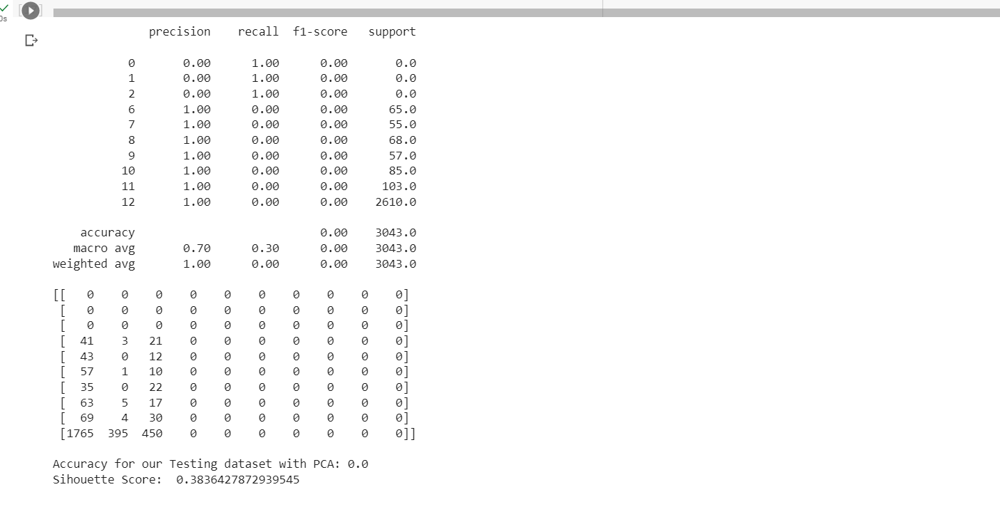 0s
precision recall f1-score support
0 0.00 1.00 0.00 0.0
1 0.00 1.00 0.00 0.0
2 0.00 1.00 0.00 0.0
6 1.00 0.00 0.00 65.0
7 1.00 0.00 0.00 55.0
8 1.00 0.00 0.00 68.0
9 1.00 0.00 0.00 57.0
10 1.00 0.00 0.00 85.0
11 1.00 0.00 0.00 103.0
12 1.00 0.00 0.00 2610.0
accuracy 0.00 3043.0
macro avg 0.70 0.30 0.00 3043.0
weighted avg 1.00 0.00 0.00 3043.0
[[ 0 0 0 0 0 0 0 0 0 0]
[ 0 0 0 0 0 0 0 0 0 0]
[ 0 0 0 0 0 0 0 0 0 0]
[ 41 3 21 0 0 0 0 0 0 0]
[ 43 0 12 0 0 0 0 0 0 0]
[ 57 1 10 0 0 0 0 0 0 0]
[ 35 0 22 0 0 0 0 0 0 0]
[ 63 5 17 0 0 0 0 0 0 0]
[ 69 4 30 0 0 0 0 0 0 0]
[1765 395 450 0 0 0 0 0 0 0]]
Accuracy for our Testing dataset with PCA: 0.0
Sihouette Score: 0.3836427872939545